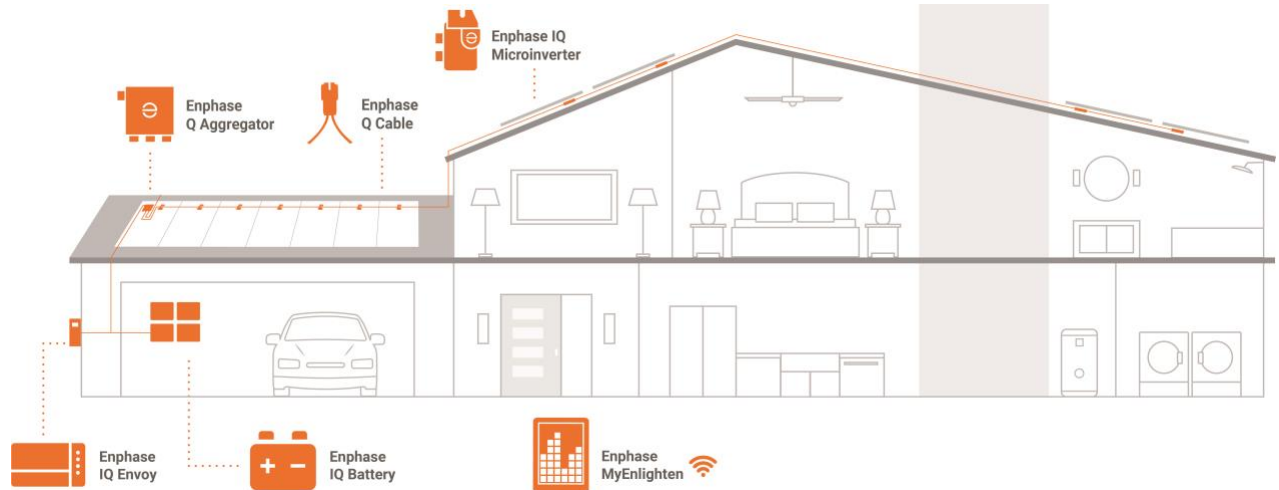 Enphase IQ
Microinverter
Enphase
Q Aggregator
Enphase
Q Cable
Enphase
IQ Envoy
Enphase
IQ Battery
Enphase
MyEnlighten